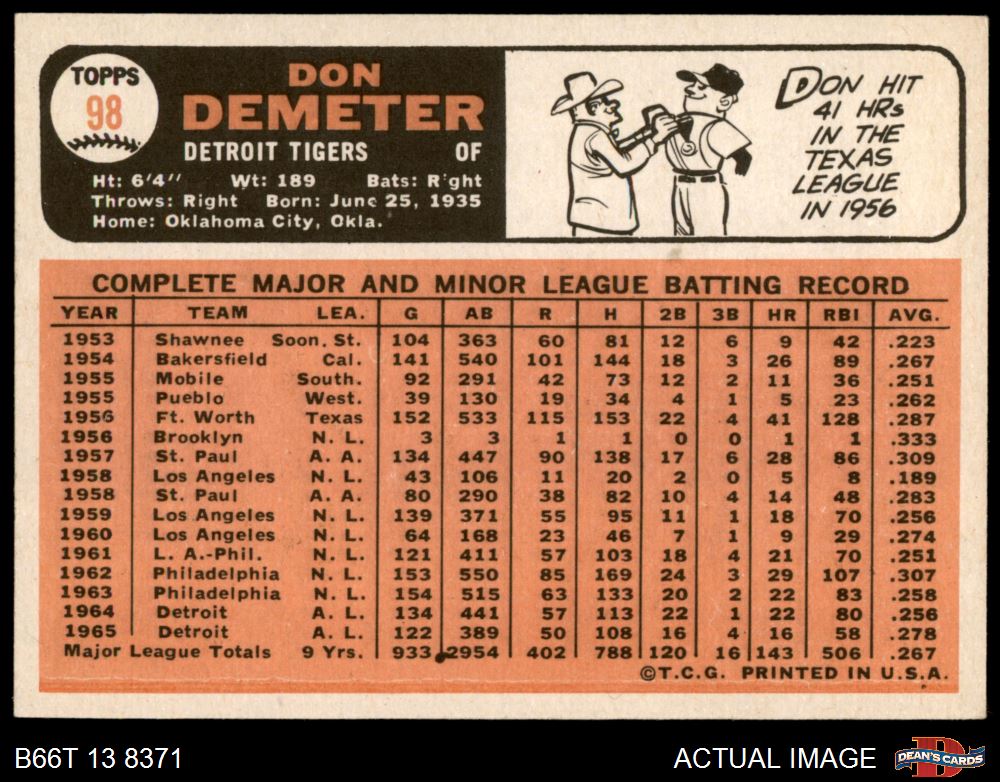 TOPPS
98
DON
DEMETER
DETROIT TIGERS OF
Ht: 6'4" Wt: 189 Bats: Right
Throws: Right Born: June 25, 1935
Home: Oklahoma City, Okla.
DON HIT
41 HRs
IN THE
TEXAS
LEAGUE
IN 1956
COMPLETE MAJOR AND MINOR LEAGUE BATTING RECORD
YEAR TEAM LEA. G AB R H 2B 3B HR RBI AVG.
1953 Shawnee Soon. St. 104 363 60 81 12 6 9 42 .223
1954 Bakersfield Cal. 141 540 101 144 18 3 26 89 .267
1955 Mobile South. 92 291 42 73 12 2 11 36 .251
1955 Pueblo West. 39 130 19 34 4 1 5 23 .262
1956 Ft. Worth Texas 152 533 115 153 22 4 41 128 .287
1956 Brooklyn N. L. 3 3 1 1 0 0 1 1 .333
1957 St. Paul A. A. 134 447 90 138 17 6 28 86 .309
1958 Los Angeles N. L. 43 106 11 20 2 0 5 8 .189
1958 St. Paul A. A. 80 290 38 82 10 4 14 48 .283
1959 Los Angeles N. L. 139 371 55 95 11 1 18 70 .256
1960 Los Angeles N. L. 64 168 23 46 7 1 9 29 .274
1961 L. A.-Phil. N. L. 121 411 57 103 18 4 21 70 .251
1962 Philadelphia N. L. 153 550 85 169 24 3 29 107 .307
1963 Philadelphia N. L. 154 515 63 133 20 2 22 83 .258
1964 Detroit A. L. 134 441 57 113 22 1 22 80 .256
1965 Detroit A. L. 122 389 50 108 16 4 16 58 .278
Major League Totals 9 Yrs. 933 2954 402 788 120 16 143 506 .267
©T.C.G. PRINTED IN U.S.A.
B66T 13 8371
ACTUAL IMAGE
D
DEAN'S CARDS